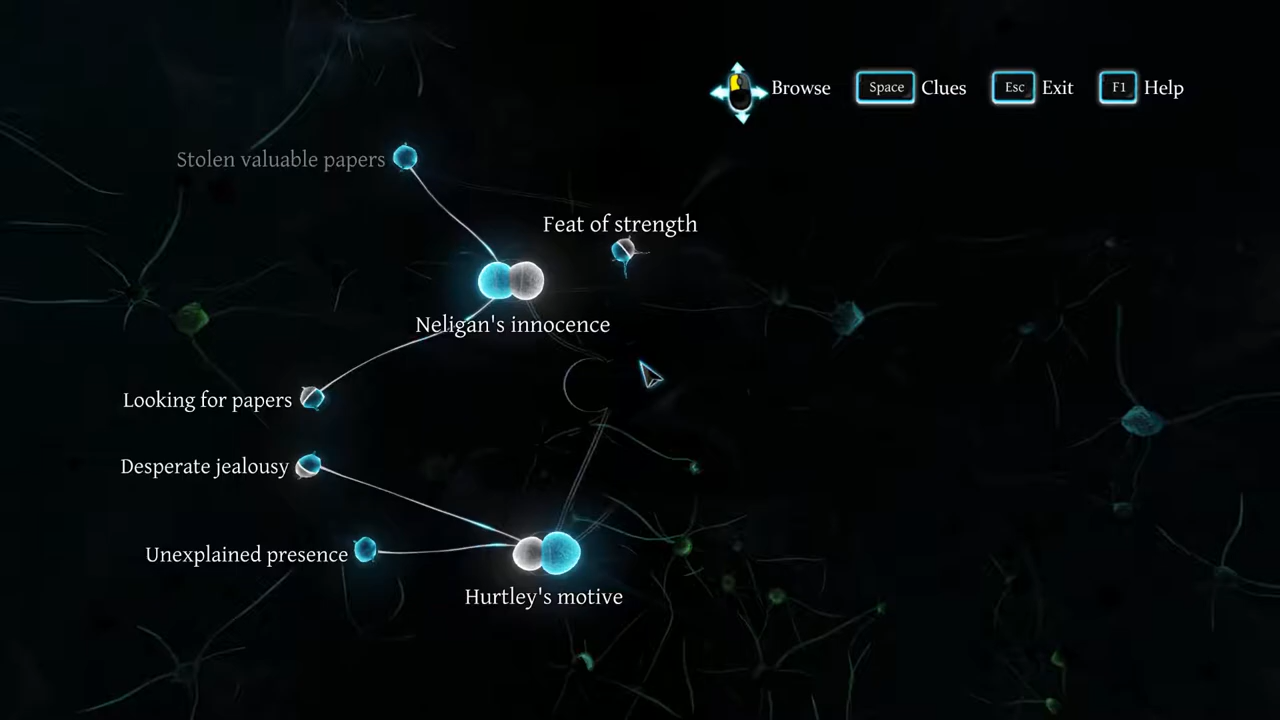 Browse
Space
Clues
Esc
Exit
F1
Help
Stolen valuable papers
Feat of strength
Neligan's innocence
Looking for papers
Desperate jealousy
Unexplained presence
Hurtley's motive